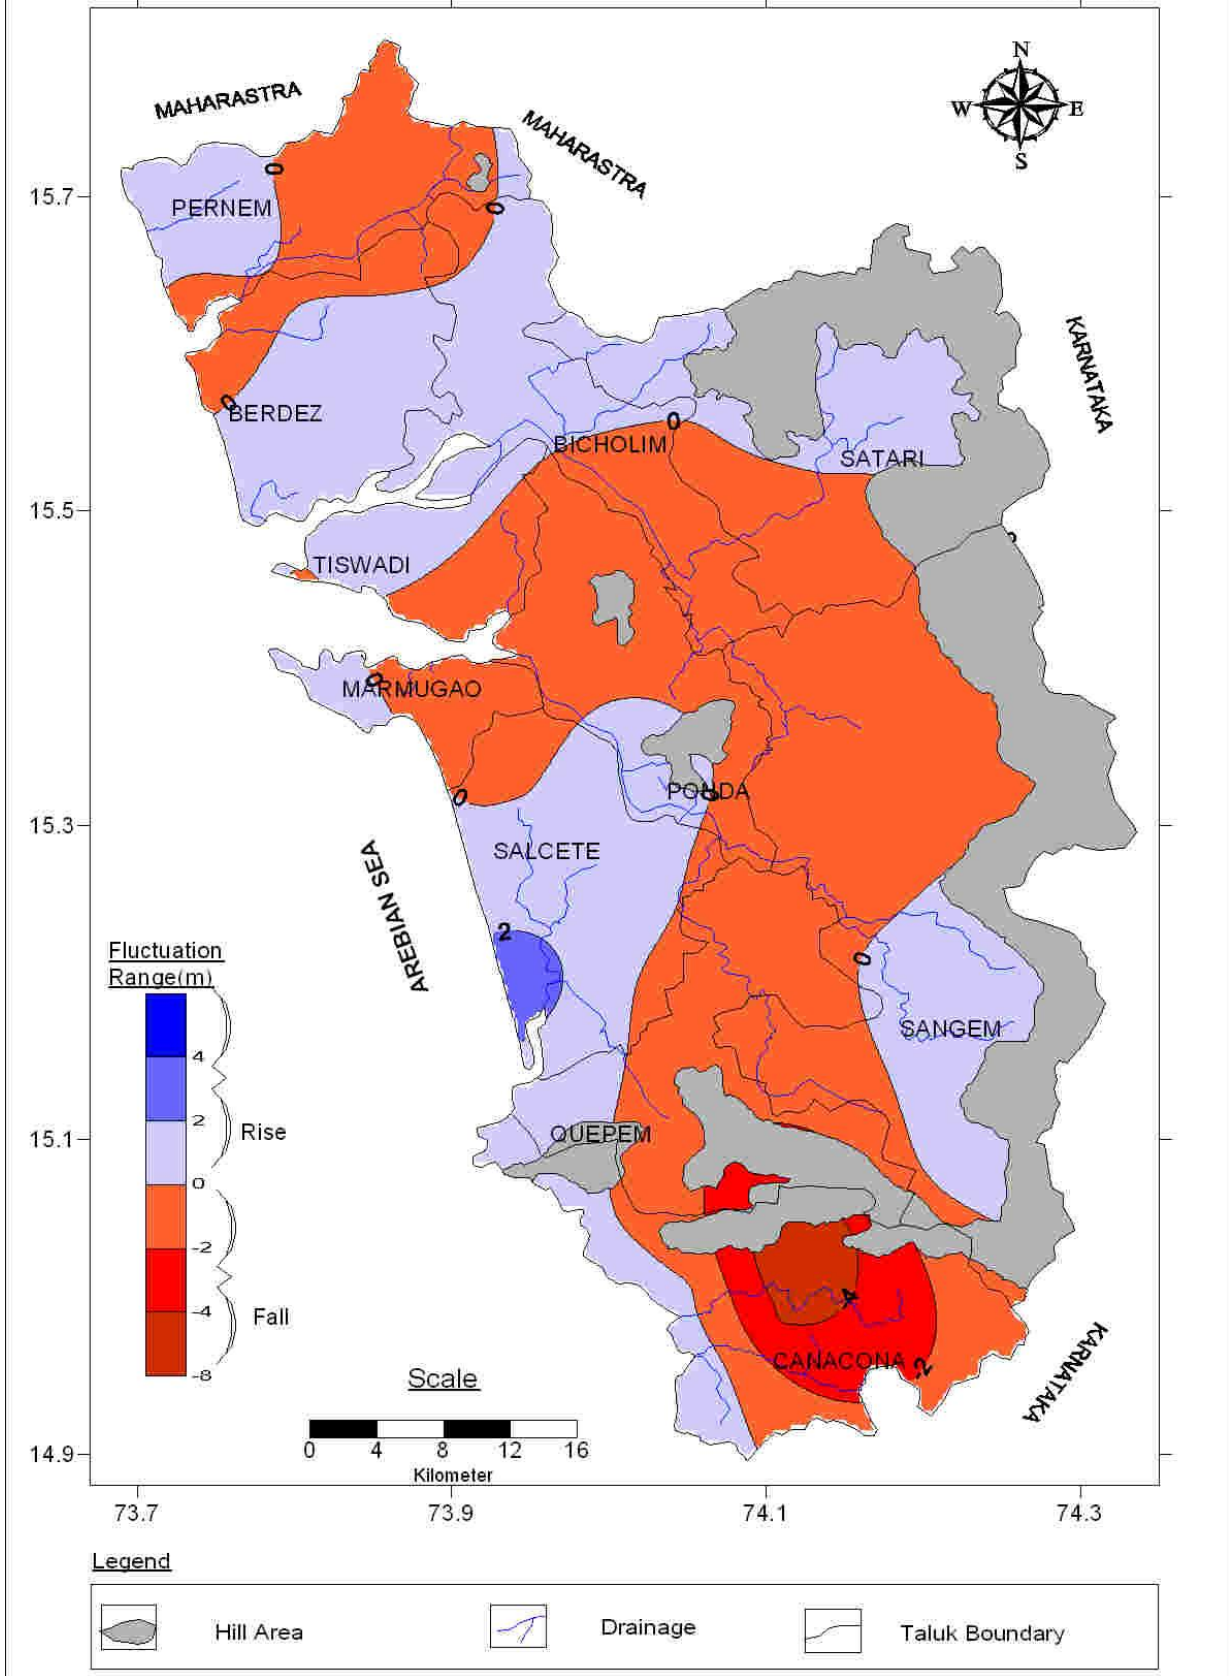 N
W E
S
MAHARASTRA
MAHARASTRA
KARNATAKA
15.7
15.5
15.3
15.1
14.9
0
PERNEM
0
0
BERDEZ
0
BICHOLIM
SATARI
TISWADI
0
MARMUGAO
0
PONDA
0
SALCETE
AREBIAN SEA
2
0
SANGEM
QUEPEM
-4
CANACONA
-2
KARNATAKA
Fluctuation
Range(m)
4
2
Rise
0
-2
-4
Fall
-8
Scale
0 4 8 12 16
Kilometer
73.7 73.9 74.1 74.3
Legend
Hill Area
Drainage
Taluk Boundary